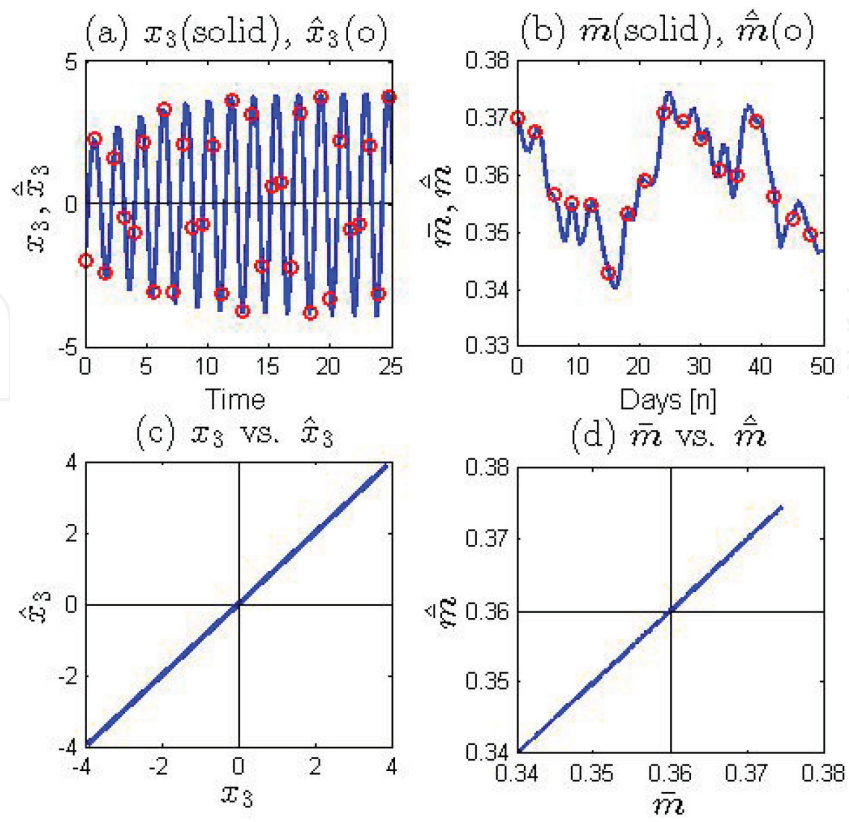 (a) x₃(solid), x̂₃(o)
5
0
-5
x₃, x̂₃
0 5 10 15 20 25
Time
(b) m̄(solid), m̄̂(o)
0.38
0.37
0.36
0.35
0.34
0.33
m̄, m̄̂
0 10 20 30 40 50
Days [n]
(c) x₃ vs. x̂₃
4
2
0
-2
-4
x̂₃
-4 -2 0 2 4
x₃
(d) m̄ vs. m̄̂
0.38
0.37
0.36
0.35
0.34
m̄̂
0.34 0.35 0.36 0.37 0.38
m̄